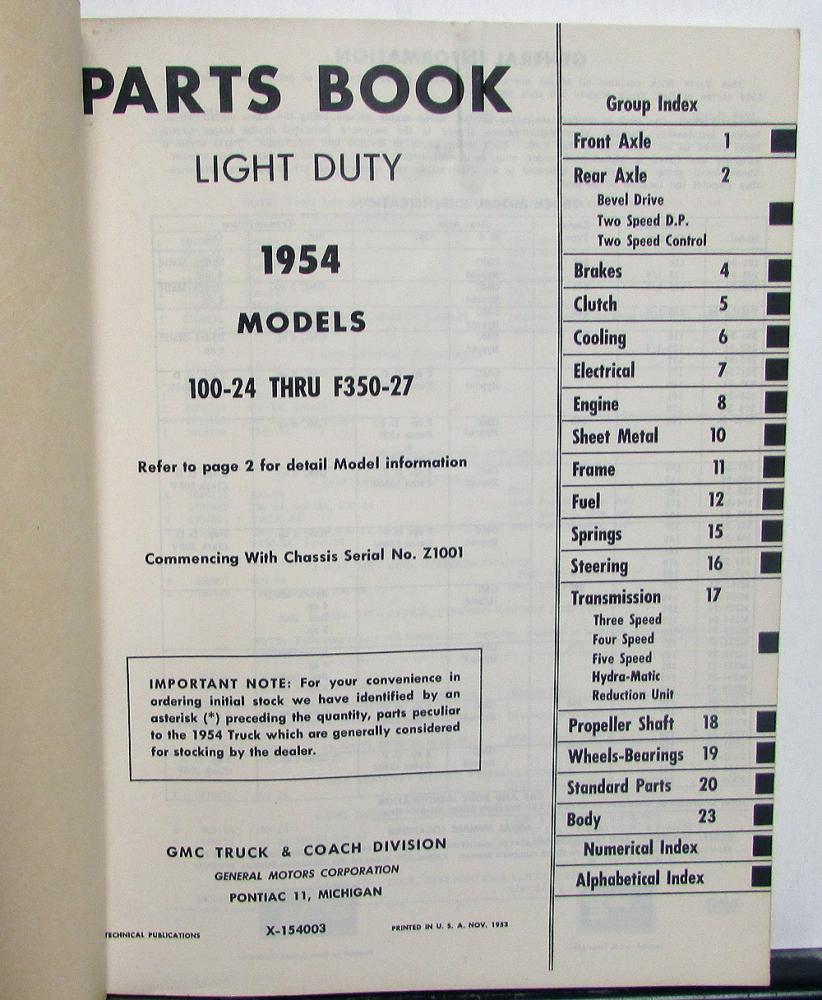 PARTS BOOK
LIGHT DUTY
1954
MODELS
100-24 THRU F350-27
Refer to page 2 for detail Model information
Commencing With Chassis Serial No. Z1001
IMPORTANT NOTE: For your convenience in
ordering initial stock we have identified by an
asterisk (*) preceding the quantity, parts peculiar
to the 1954 Truck which are generally considered
for stocking by the dealer.
GMC TRUCK & COACH DIVISION
GENERAL MOTORS CORPORATION
PONTIAC 11, MICHIGAN
TECHNICAL PUBLICATIONS X-154003 PRINTED IN U. S. A. NOV. 1953
Group Index
Front Axle 1
Rear Axle 2
Bevel Drive
Two Speed D.P.
Two Speed Control
Brakes 4
Clutch 5
Cooling 6
Electrical 7
Engine 8
Sheet Metal 10
Frame 11
Fuel 12
Springs 15
Steering 16
Transmission 17
Three Speed
Four Speed
Five Speed
Hydra-Matic
Reduction Unit
Propeller Shaft 18
Wheels-Bearings 19
Standard Parts 20
Body 23
Numerical Index
Alphabetical Index